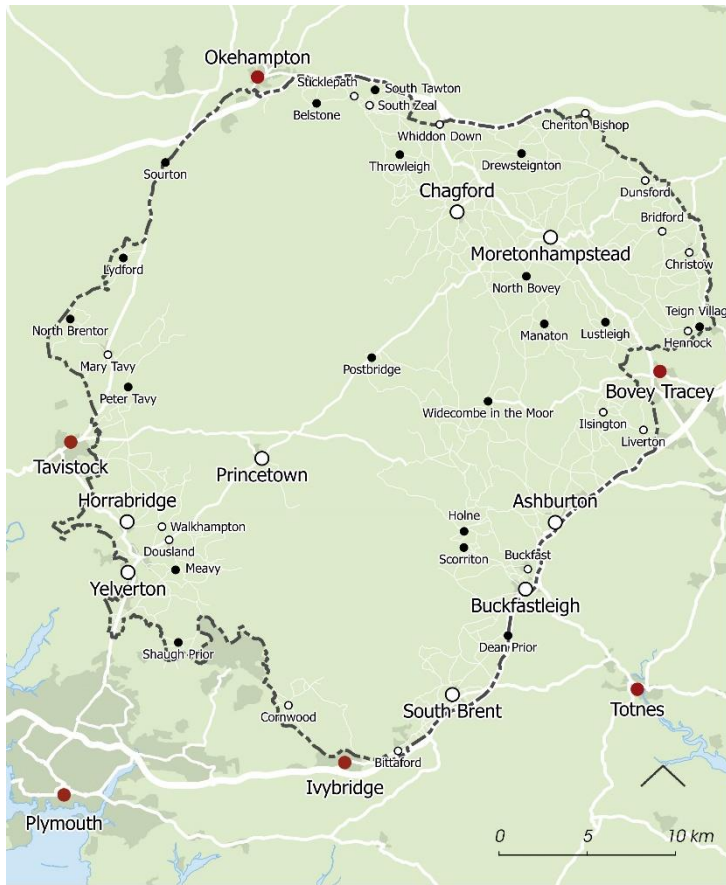 Okehampton
Sticklepath
South Tawton
South Zeal
Belstone
Whiddon Down
Cheriton Bishop
Throwleigh
Drewsteignton
Sourton
Dunsford
Chagford
Bridford
Moretonhampstead
Christow
Lydford
North Bovey
Teign Village
North Brentor
Manaton
Lustleigh
Hennock
Mary Tavy
Postbridge
Peter Tavy
Bovey Tracey
Widecombe in the Moor
Ilsington
Liverton
Tavistock
Princetown
Horrabridge
Ashburton
Walkhampton
Holne
Dousland
Buckfast
Scorriton
Meavy
Yelverton
Buckfastleigh
Shaugh Prior
Dean Prior
South Brent
Totnes
Cornwood
Bittaford
Ivybridge
Plymouth
0 5 10 km